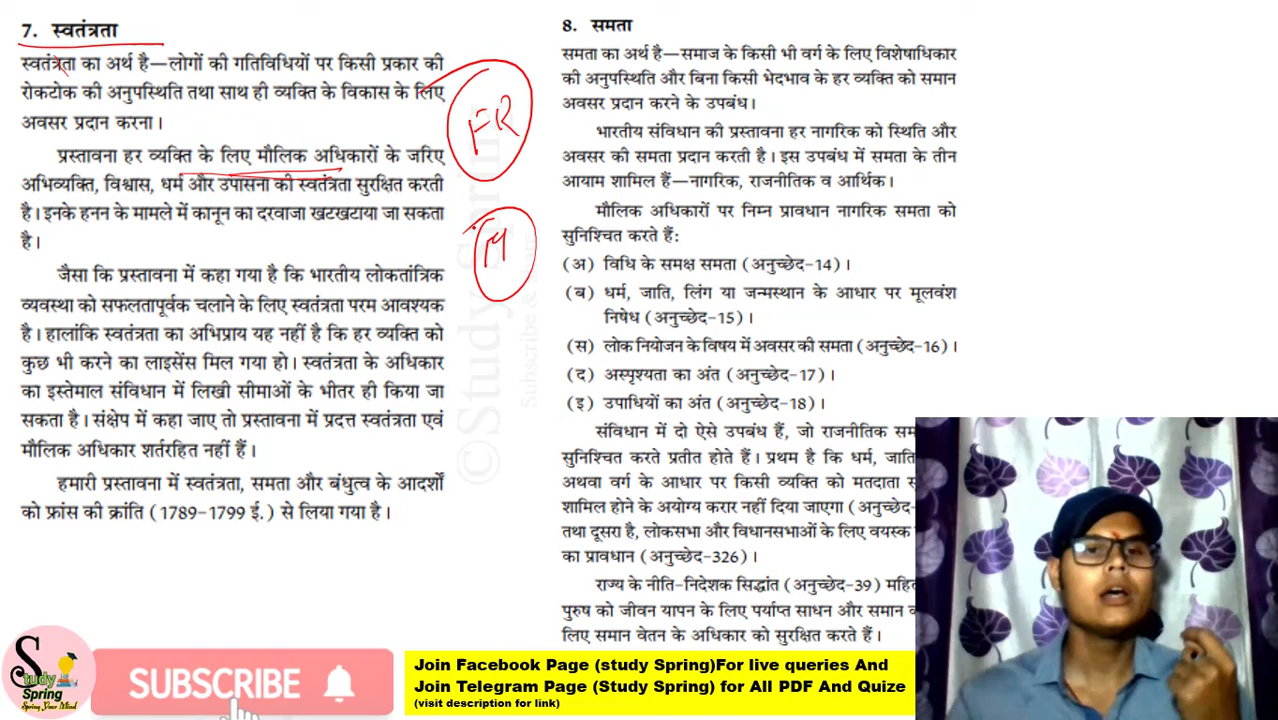 7. स्वतंत्रता
स्वतंत्रता का अर्थ है—लोगों की गतिविधियों पर किसी प्रकार की
रोकटोक की अनुपस्थिति तथा साथ ही व्यक्ति के विकास के लिए
अवसर प्रदान करना।
प्रस्तावना हर व्यक्ति के लिए मौलिक अधिकारों के जरिए
अभिव्यक्ति, विश्वास, धर्म और उपासना की स्वतंत्रता सुरक्षित करती
है। इनके हनन के मामले में कानून का दरवाजा खटखटाया जा सकता
है।
जैसा कि प्रस्तावना में कहा गया है कि भारतीय लोकतांत्रिक
व्यवस्था को सफलतापूर्वक चलाने के लिए स्वतंत्रता परम आवश्यक
है। हालांकि स्वतंत्रता का अभिप्राय यह नहीं है कि हर व्यक्ति को
कुछ भी करने का लाइसेंस मिल गया हो। स्वतंत्रता के अधिकार
का इस्तेमाल संविधान में लिखी सीमाओं के भीतर ही किया जा
सकता है। संक्षेप में कहा जाए तो प्रस्तावना में प्रदत्त स्वतंत्रता एवं
मौलिक अधिकार शर्तरहित नहीं हैं।
हमारी प्रस्तावना में स्वतंत्रता, समता और बंधुत्व के आदर्शों
को फ्रांस की क्रांति (1789-1799 ई.) से लिया गया है।
FR
©Study Spring
8. समता
समता का अर्थ है—समाज के किसी भी वर्ग के लिए विशेषाधिकार
की अनुपस्थिति और बिना किसी भेदभाव के हर व्यक्ति को समान
अवसर प्रदान करने के उपबंध।
भारतीय संविधान की प्रस्तावना हर नागरिक को स्थिति और
अवसर की समता प्रदान करती है। इस उपबंध में समता के तीन
आयाम शामिल हैं—नागरिक, राजनीतिक व आर्थिक।
मौलिक अधिकारों पर निम्न प्रावधान नागरिक समता को
सुनिश्चित करते हैं:
(अ) विधि के समक्ष समता (अनुच्छेद-14)।
(ब) धर्म, जाति, लिंग या जन्मस्थान के आधार पर मूलवंश
निषेध (अनुच्छेद-15)।
(स) लोक नियोजन के विषय में अवसर की समता (अनुच्छेद-16)।
(द) अस्पृश्यता का अंत (अनुच्छेद-17)।
(इ) उपाधियों का अंत (अनुच्छेद-18)।
संविधान में दो ऐसे उपबंध हैं, जो राजनीतिक
सुनिश्चित करते प्रतीत होते हैं। प्रथम है कि धर्म, जाति
अथवा वर्ग के आधार पर किसी व्यक्ति को मतदाता
शामिल होने के अयोग्य करार नहीं दिया जाएगा (अनुच्छेद-
तथा दूसरा है, लोकसभा और विधानसभाओं के लिए वयस्क
का प्रावधान (अनुच्छेद-326)।
राज्य के नीति-निदेशक सिद्धांत (अनुच्छेद-39)
पुरुष को जीवन यापन के लिए पर्याप्त साधन और समान
लिए समान वेतन के अधिकार को सुरक्षित करते हैं।
Study
Spring
Spring Your Mind
SUBSCRIBE
Join Facebook Page (study Spring)For live queries And
Join Telegram Page (Study Spring) for All PDF And Quize
(visit description for link)